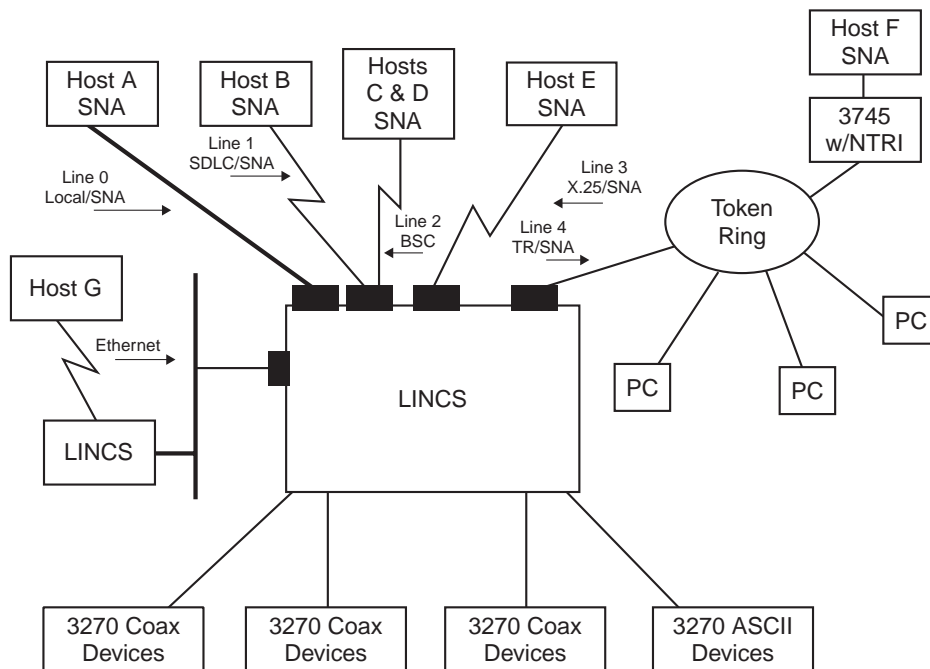 Host A
SNA
Host B
SNA
Hosts
C & D
SNA
Host E
SNA
Host F
SNA
3745
w/NTRI
Line 0
Local/SNA
Line 1
SDLC/SNA
Line 2
BSC
Line 3
X.25/SNA
Line 4
TR/SNA
Token
Ring
Host G
Ethernet
PC
PC
PC
LINCS
LINCS
3270 Coax
Devices
3270 Coax
Devices
3270 Coax
Devices
3270 ASCII
Devices